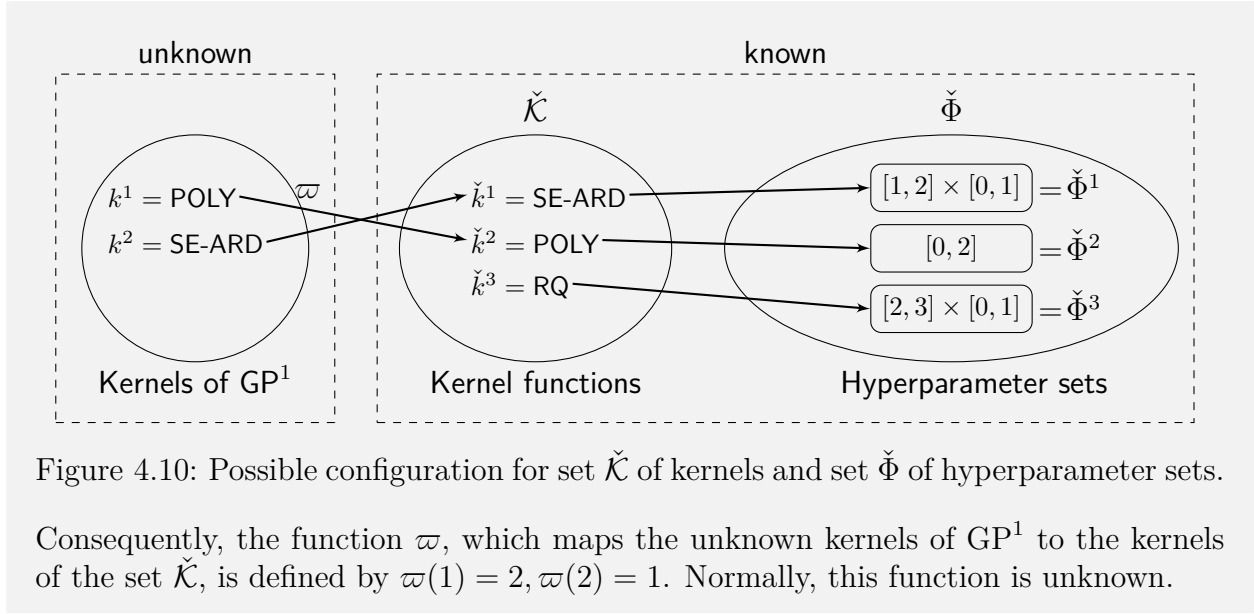 unknown known
𝒦̌ Φ̌
k¹ = POLY ϖ ǩ¹ = SE-ARD [1, 2] × [0, 1] = Φ̌¹
k² = SE-ARD ǩ² = POLY [0, 2] = Φ̌²
ǩ³ = RQ [2, 3] × [0, 1] = Φ̌³
Kernels of GP¹ Kernel functions Hyperparameter sets
Figure 4.10: Possible configuration for set 𝒦̌ of kernels and set Φ̌ of hyperparameter sets.
Consequently, the function ϖ, which maps the unknown kernels of GP¹ to the kernels
of the set 𝒦̌, is defined by ϖ(1) = 2, ϖ(2) = 1. Normally, this function is unknown.